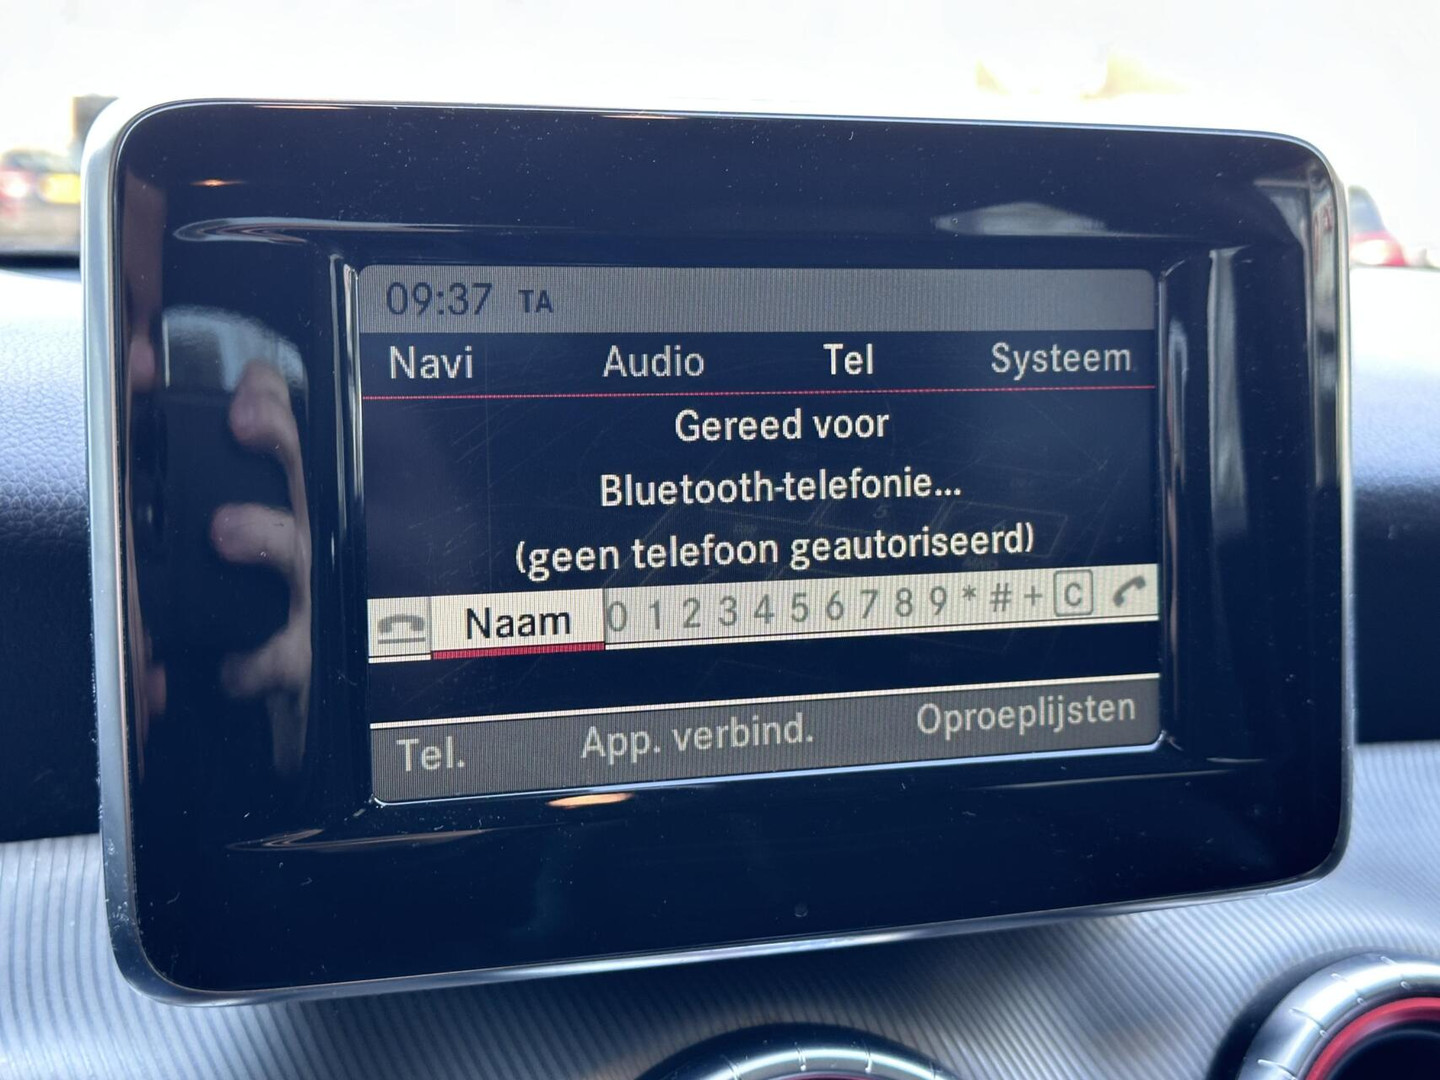 09:37 TA
Navi Audio Tel Systeem
Gereed voor
Bluetooth-telefonie...
(geen telefoon geautoriseerd)
Naam 0 1 2 3 4 5 6 7 8 9 * # + C
Tel. App. verbind. Oproeplijsten